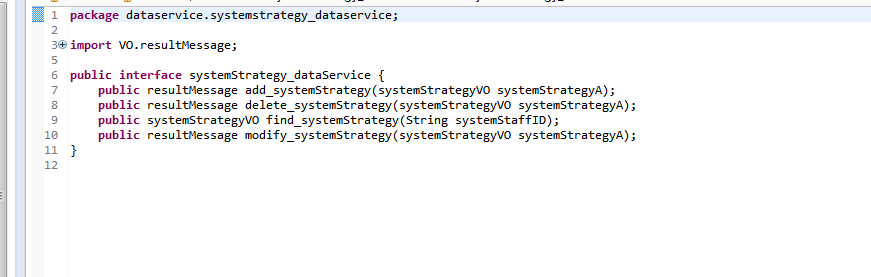 1 package dataservice.systemstrategy_dataservice;
2
3 import VO.resultMessage;
5
6 public interface systemStrategy_dataService {
7 public resultMessage add_systemStrategy(systemStrategyVO systemStrategyA);
8 public resultMessage delete_systemStrategy(systemStrategyVO systemStrategyA);
9 public systemStrategyVO find_systemStrategy(String systemStaffID);
10 public resultMessage modify_systemStrategy(systemStrategyVO systemStrategyA);
11 }
12